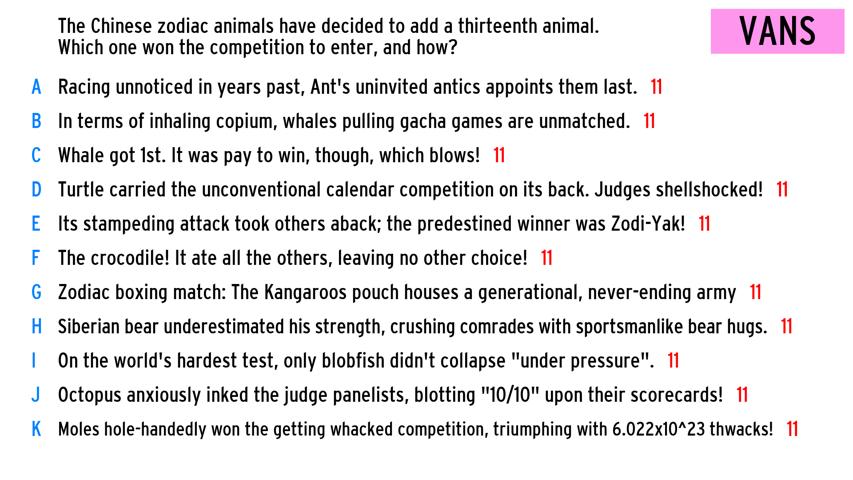 The Chinese zodiac animals have decided to add a thirteenth animal.
Which one won the competition to enter, and how?
VANS
A Racing unnoticed in years past, Ant's uninvited antics appoints them last. 11
B In terms of inhaling copium, whales pulling gacha games are unmatched. 11
C Whale got 1st. It was pay to win, though, which blows! 11
D Turtle carried the unconventional calendar competition on its back. Judges shellshocked! 11
E Its stampeding attack took others aback; the predestined winner was Zodi-Yak! 11
F The crocodile! It ate all the others, leaving no other choice! 11
G Zodiac boxing match: The Kangaroos pouch houses a generational, never-ending army 11
H Siberian bear underestimated his strength, crushing comrades with sportsmanlike bear hugs. 11
I On the world's hardest test, only blobfish didn't collapse "under pressure". 11
J Octopus anxiously inked the judge panelists, blotting "10/10" upon their scorecards! 11
K Moles hole-handedly won the getting whacked competition, triumphing with 6.022x10^23 thwacks! 11